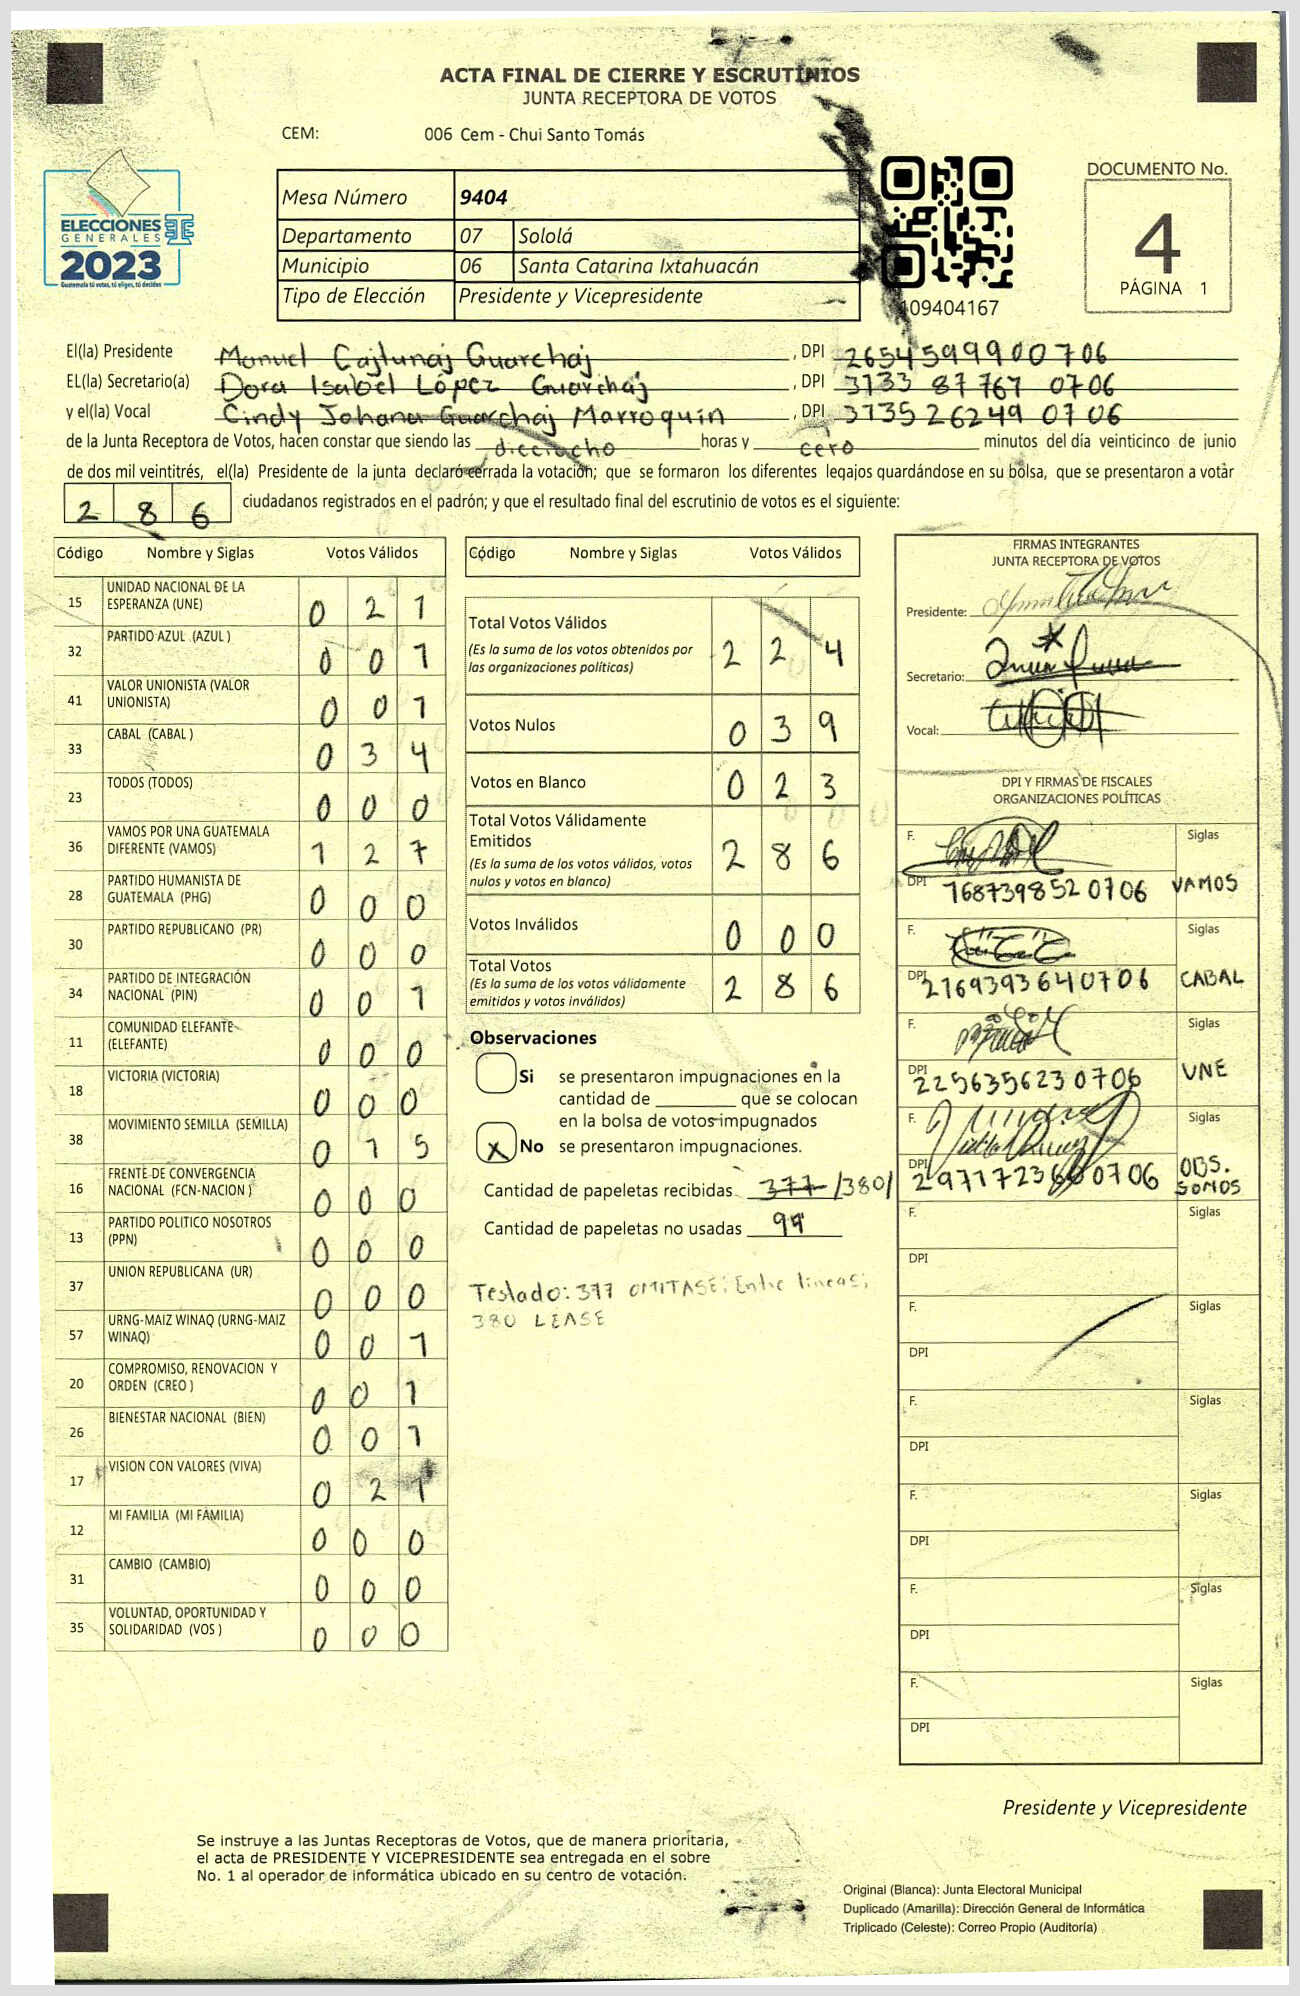 ACTA FINAL DE CIERRE Y ESCRUTINIOS
JUNTA RECEPTORA DE VOTOS
CEM: 006 Cem - Chui Santo Tomás
ELECCIONES
GENERALES
2023
Guatemala tú votas, tú eliges, tú decides
Mesa Número 9404
Departamento 07 Sololá
Municipio 06 Santa Catarina Ixtahuacán
Tipo de Elección Presidente y Vicepresidente
109404167
DOCUMENTO No.
4
PÁGINA 1
El(la) Presidente Manuel Cajtunaj Guarchaj, DPI 2654599900706
EL(la) Secretario(a) Dora Isabel López Guarchaj, DPI 3133 87767 0706
y el(la) Vocal Cindy Johana Guarchaj Marroquín, DPI 3735262490706
de la Junta Receptora de Votos, hacen constar que siendo las dieciocho horas y cero minutos del día veinticinco de junio
de dos mil veintitrés, el(la) Presidente de la junta declaró cerrada la votación; que se formaron los diferentes legajos quardándose en su bolsa, que se presentaron a votar
286 ciudadanos registrados en el padrón; y que el resultado final del escrutinio de votos es el siguiente:
Código Nombre y Siglas Votos Válidos
15 UNIDAD NACIONAL DE LA ESPERANZA (UNE) 0 2 1
32 PARTIDO AZUL (AZUL ) 0 0 1
41 VALOR UNIONISTA (VALOR UNIONISTA) 0 0 1
33 CABAL (CABAL ) 0 3 4
23 TODOS (TODOS) 0 0 0
36 VAMOS POR UNA GUATEMALA DIFERENTE (VAMOS) 1 2 7
28 PARTIDO HUMANISTA DE GUATEMALA (PHG) 0 0 0
30 PARTIDO REPUBLICANO (PR) 0 0 0
34 PARTIDO DE INTEGRACIÓN NACIONAL (PIN) 0 0 1
11 COMUNIDAD ELEFANTE (ELEFANTE) 0 0 0
18 VICTORIA (VICTORIA) 0 0 0
38 MOVIMIENTO SEMILLA (SEMILLA) 0 1 5
16 FRENTE DE CONVERGENCIA NACIONAL (FCN-NACION ) 0 0 0
13 PARTIDO POLITICO NOSOTROS (PPN) 0 0 0
37 UNION REPUBLICANA (UR) 0 0 0
57 URNG-MAIZ WINAQ (URNG-MAIZ WINAQ) 0 0 1
20 COMPROMISO, RENOVACION Y ORDEN (CREO ) 0 0 1
26 BIENESTAR NACIONAL (BIEN) 0 0 1
17 VISION CON VALORES (VIVA) 0 2 1
12 MI FAMILIA (MI FAMILIA) 0 0 0
31 CAMBIO (CAMBIO) 0 0 0
35 VOLUNTAD, OPORTUNIDAD Y SOLIDARIDAD (VOS ) 0 0 0
Código Nombre y Siglas Votos Válidos
Total Votos Válidos 2 2 4
(Es la suma de los votos obtenidos por
las organizaciones políticas)
Votos Nulos 0 3 9
Votos en Blanco 0 2 3
Total Votos Válidamente
Emitidos 2 8 6
(Es la suma de los votos válidos, votos
nulos y votos en blanco)
Votos Inválidos 0 0 0
Total Votos 2 8 6
(Es la suma de los votos válidamente
emitidos y votos inválidos)
Observaciones
Si se presentaron impugnaciones en la
cantidad de ________ que se colocan
en la bolsa de votos impugnados
X No se presentaron impugnaciones.
Cantidad de papeletas recibidas 377 /380/
Cantidad de papeletas no usadas 94
Testado: 377 OMITASE; Entre lineas;
380 LEASE
FIRMAS INTEGRANTES
JUNTA RECEPTORA DE VOTOS
Presidente:
Secretario:
Vocal:
DPI Y FIRMAS DE FISCALES
ORGANIZACIONES POLÍTICAS
F. Siglas
DPI 1687398520706 VAMOS
F. Siglas
DPI 2169393640706 CABAL
F. Siglas
DPI 2256356230706 UNE
F. Siglas
DPI 2971723600706 OBS. SOMOS
F. Siglas
DPI
F. Siglas
DPI
F. Siglas
DPI
F. Siglas
DPI
F. Siglas
DPI
F. Siglas
DPI
Presidente y Vicepresidente
Se instruye a las Juntas Receptoras de Votos, que de manera prioritaria,
el acta de PRESIDENTE Y VICEPRESIDENTE sea entregada en el sobre
No. 1 al operador de informática ubicado en su centro de votación.
Original (Blanca): Junta Electoral Municipal
Duplicado (Amarilla): Dirección General de Informática
Triplicado (Celeste): Correo Propio (Auditoría)